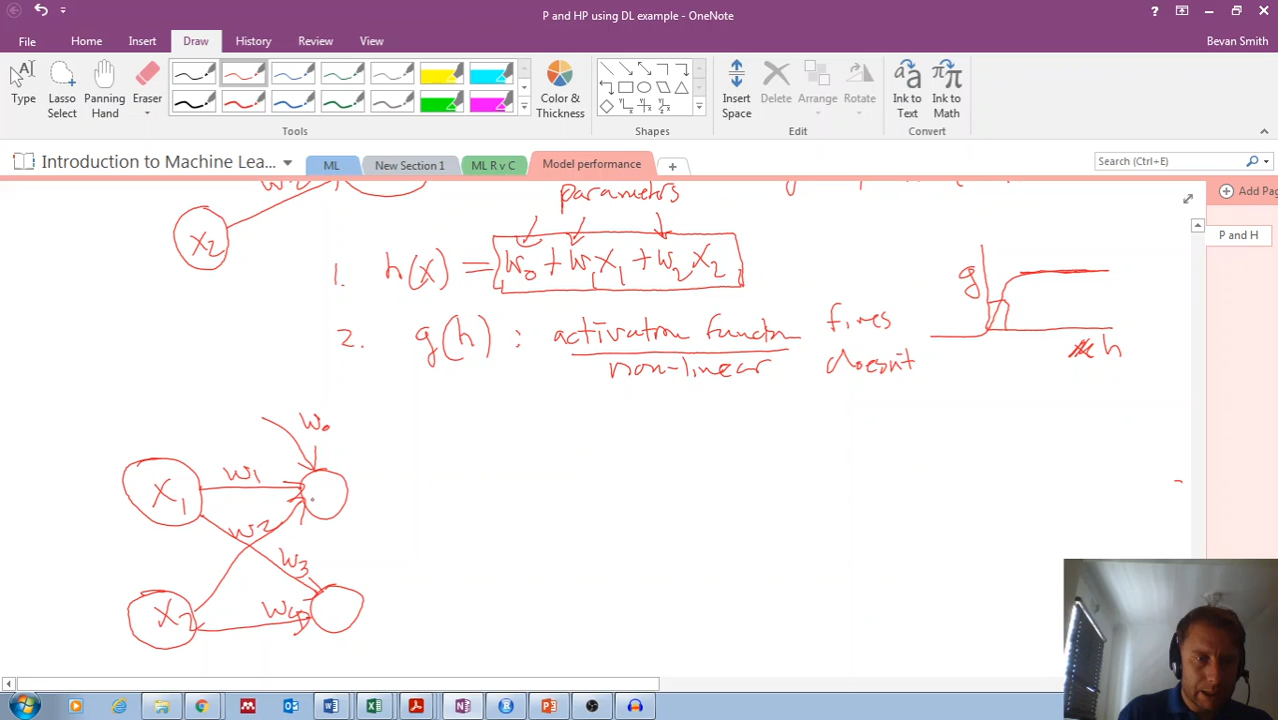 P and HP using DL example - OneNote
File Home Insert Draw History Review View
Bevan Smith
Type
Lasso Select
Panning Hand
Eraser
Color & Thickness
Insert Space
Delete
Arrange
Rotate
Ink to Text
Ink to Math
Tools
Shapes
Edit
Convert
Introduction to Machine Lea...
ML
New Section 1
ML R v C
Model performance
Search (Ctrl+E)
Add Pag
P and H
parameters
X2
1. h(x) = w0 + w1x1 + w2x2
2. g(h) : activation function fires
non-linear doesn't
g
h
w0
X1
w1
w2
w3
X2
w4